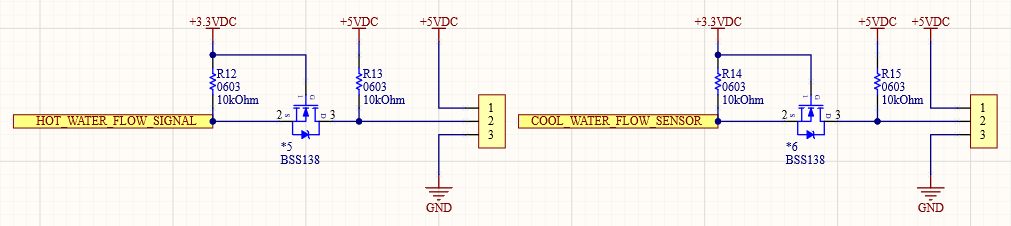 +3.3VDC
+5VDC
+5VDC
R12
0603
10kOhm
R13
0603
10kOhm
HOT_WATER_FLOW_SIGNAL
2
S
1
G
D
3
*5
BSS138
1
2
3
GND
+3.3VDC
+5VDC
+5VDC
R14
0603
10kOhm
R15
0603
10kOhm
COOL_WATER_FLOW_SENSOR
2
S
1
G
D
3
*6
BSS138
1
2
3
GND